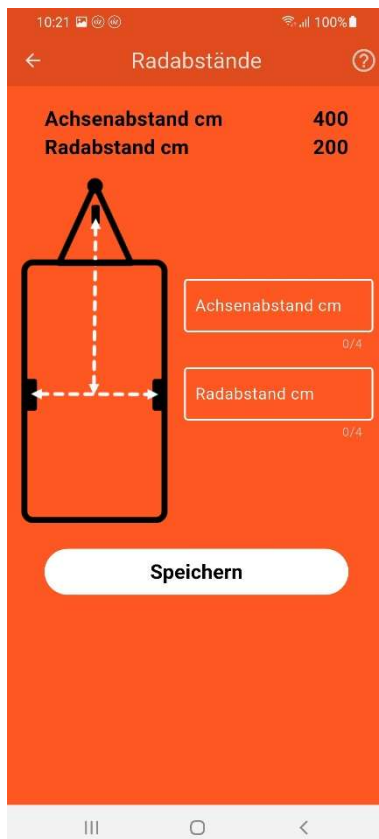 10:21 100%
Radabstände
Achsenabstand cm 400
Radabstand cm 200
Achsenabstand cm
0/4
Radabstand cm
0/4
Speichern